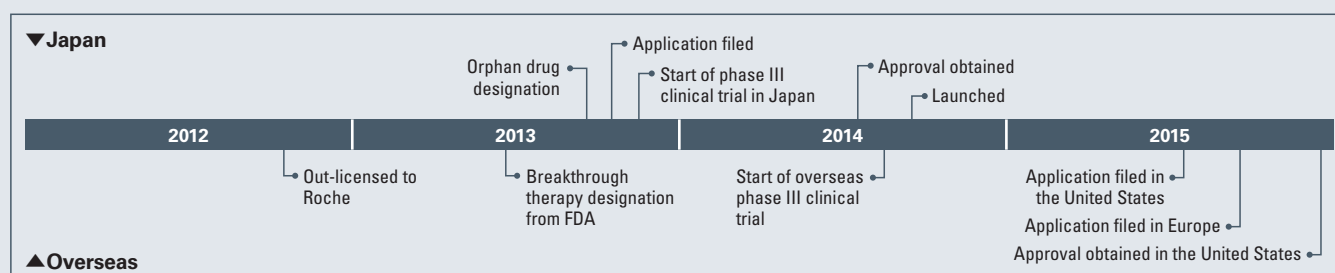 ▼Japan
Orphan drug
designation
Application filed
Start of phase III
clinical trial in Japan
Approval obtained
Launched
2012
2013
2014
2015
Out-licensed to
Roche
Breakthrough
therapy designation
from FDA
Start of overseas
phase III clinical
trial
Application filed in
the United States
Application filed in Europe
Approval obtained in the United States
▲Overseas